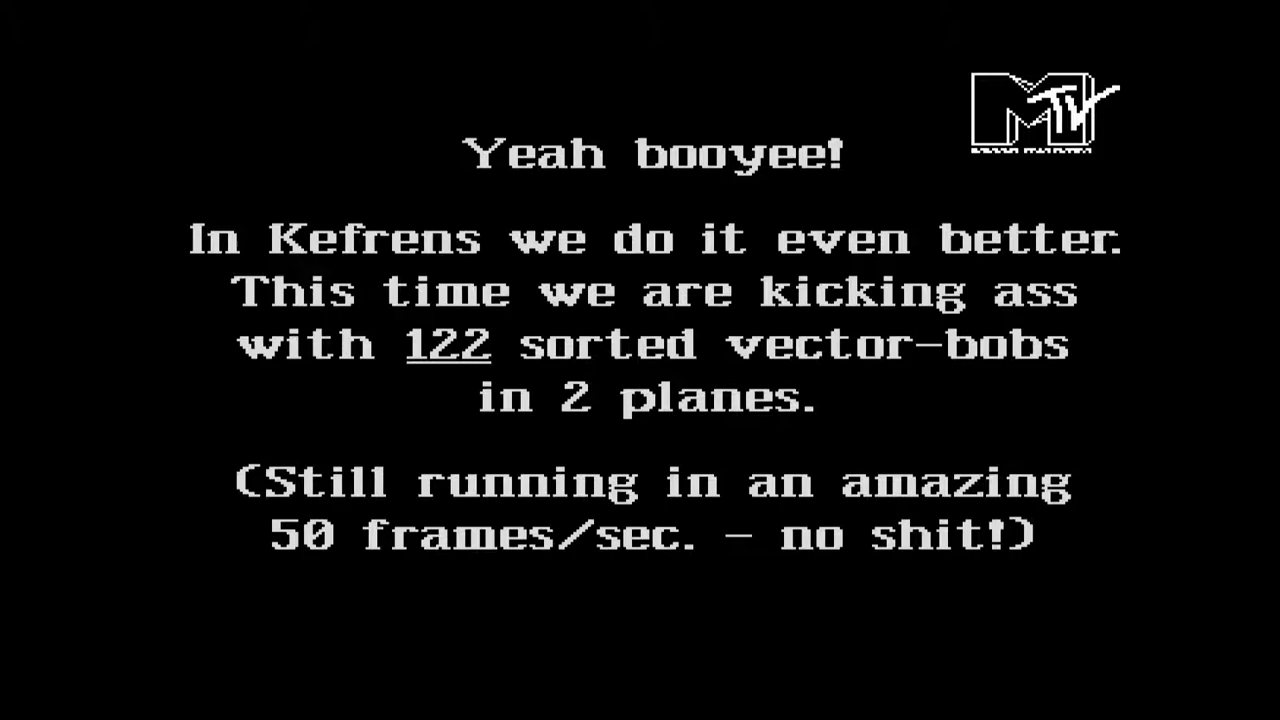 MTV
Yeah booyee!
In Kefrens we do it even better.
This time we are kicking ass
with 122 sorted vector-bobs
in 2 planes.
(Still running in an amazing
50 frames/sec. - no shit!)